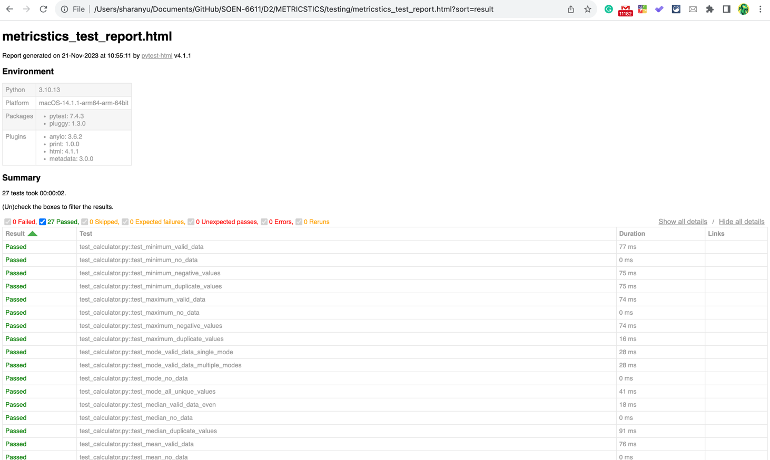 File /Users/sharanyu/Documents/GitHub/SOEN-6611/D2/METRICSTICS/testing/metricstics_test_report.html?sort=result
metricstics_test_report.html
Report generated on 21-Nov-2023 at 10:55:11 by pytest-html v4.1.1
Environment
Python 3.10.13
Platform macOS-14.1.1-arm64-arm-64bit
Packages
• pytest: 7.4.3
• pluggy: 1.3.0
Plugins
• anyio: 3.6.2
• print: 1.0.0
• html: 4.1.1
• metadata: 3.0.0
Summary
27 tests took 00:00:02.
(Un)check the boxes to filter the results.
0 Failed, 27 Passed, 0 Skipped, 0 Expected failures, 0 Unexpected passes, 0 Errors, 0 Reruns Show all details / Hide all details
Result Test Duration Links
Passed test_calculator.py::test_minimum_valid_data 77 ms
Passed test_calculator.py::test_minimum_no_data 0 ms
Passed test_calculator.py::test_minimum_negative_values 75 ms
Passed test_calculator.py::test_minimum_duplicate_values 75 ms
Passed test_calculator.py::test_maximum_valid_data 74 ms
Passed test_calculator.py::test_maximum_no_data 0 ms
Passed test_calculator.py::test_maximum_negative_values 74 ms
Passed test_calculator.py::test_maximum_duplicate_values 16 ms
Passed test_calculator.py::test_mode_valid_data_single_mode 28 ms
Passed test_calculator.py::test_mode_valid_data_multiple_modes 28 ms
Passed test_calculator.py::test_mode_no_data 0 ms
Passed test_calculator.py::test_mode_all_unique_values 41 ms
Passed test_calculator.py::test_median_valid_data_even 18 ms
Passed test_calculator.py::test_median_no_data 0 ms
Passed test_calculator.py::test_median_duplicate_values 91 ms
Passed test_calculator.py::test_mean_valid_data 76 ms
Passed test_calculator.py::test_mean_no_data 0 ms